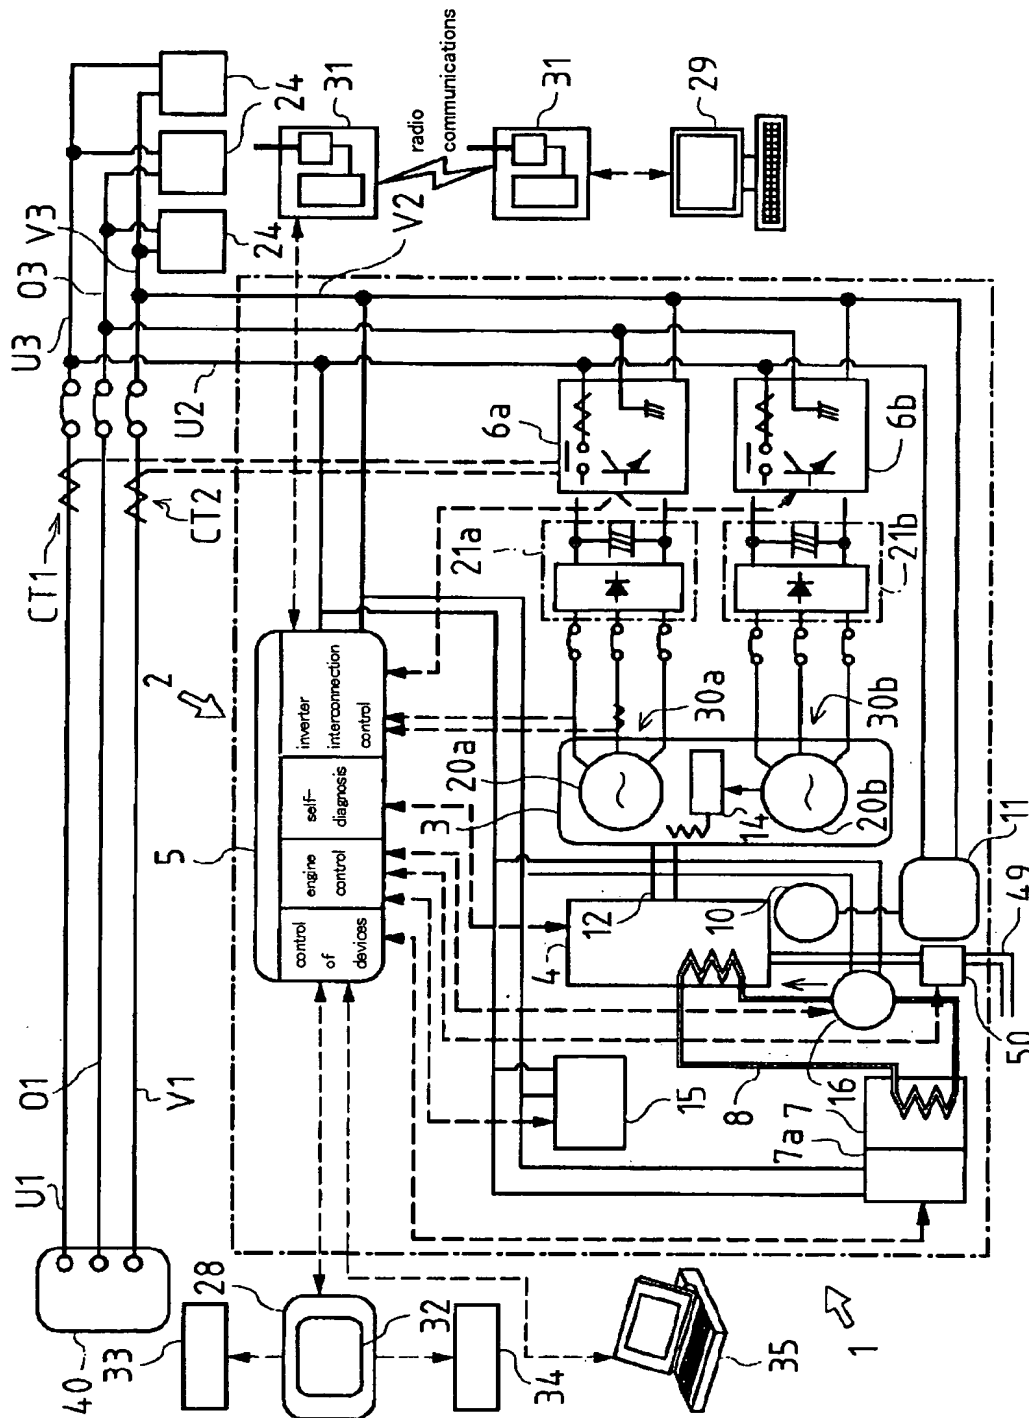 U1
O1
V1
CT1
CT2
U3
O3
V3
24
24
24
U2
V2
31
radio
communications
31
29
40
33
28
32
34
35
1
2
5
control
of
devices
engine
control
self-
diagnosis
inverter
interconnection
control
6a
6b
21a
21b
30a
30b
20a
20b
3
14
4
12
10
11
49
50
16
8
15
7a
7